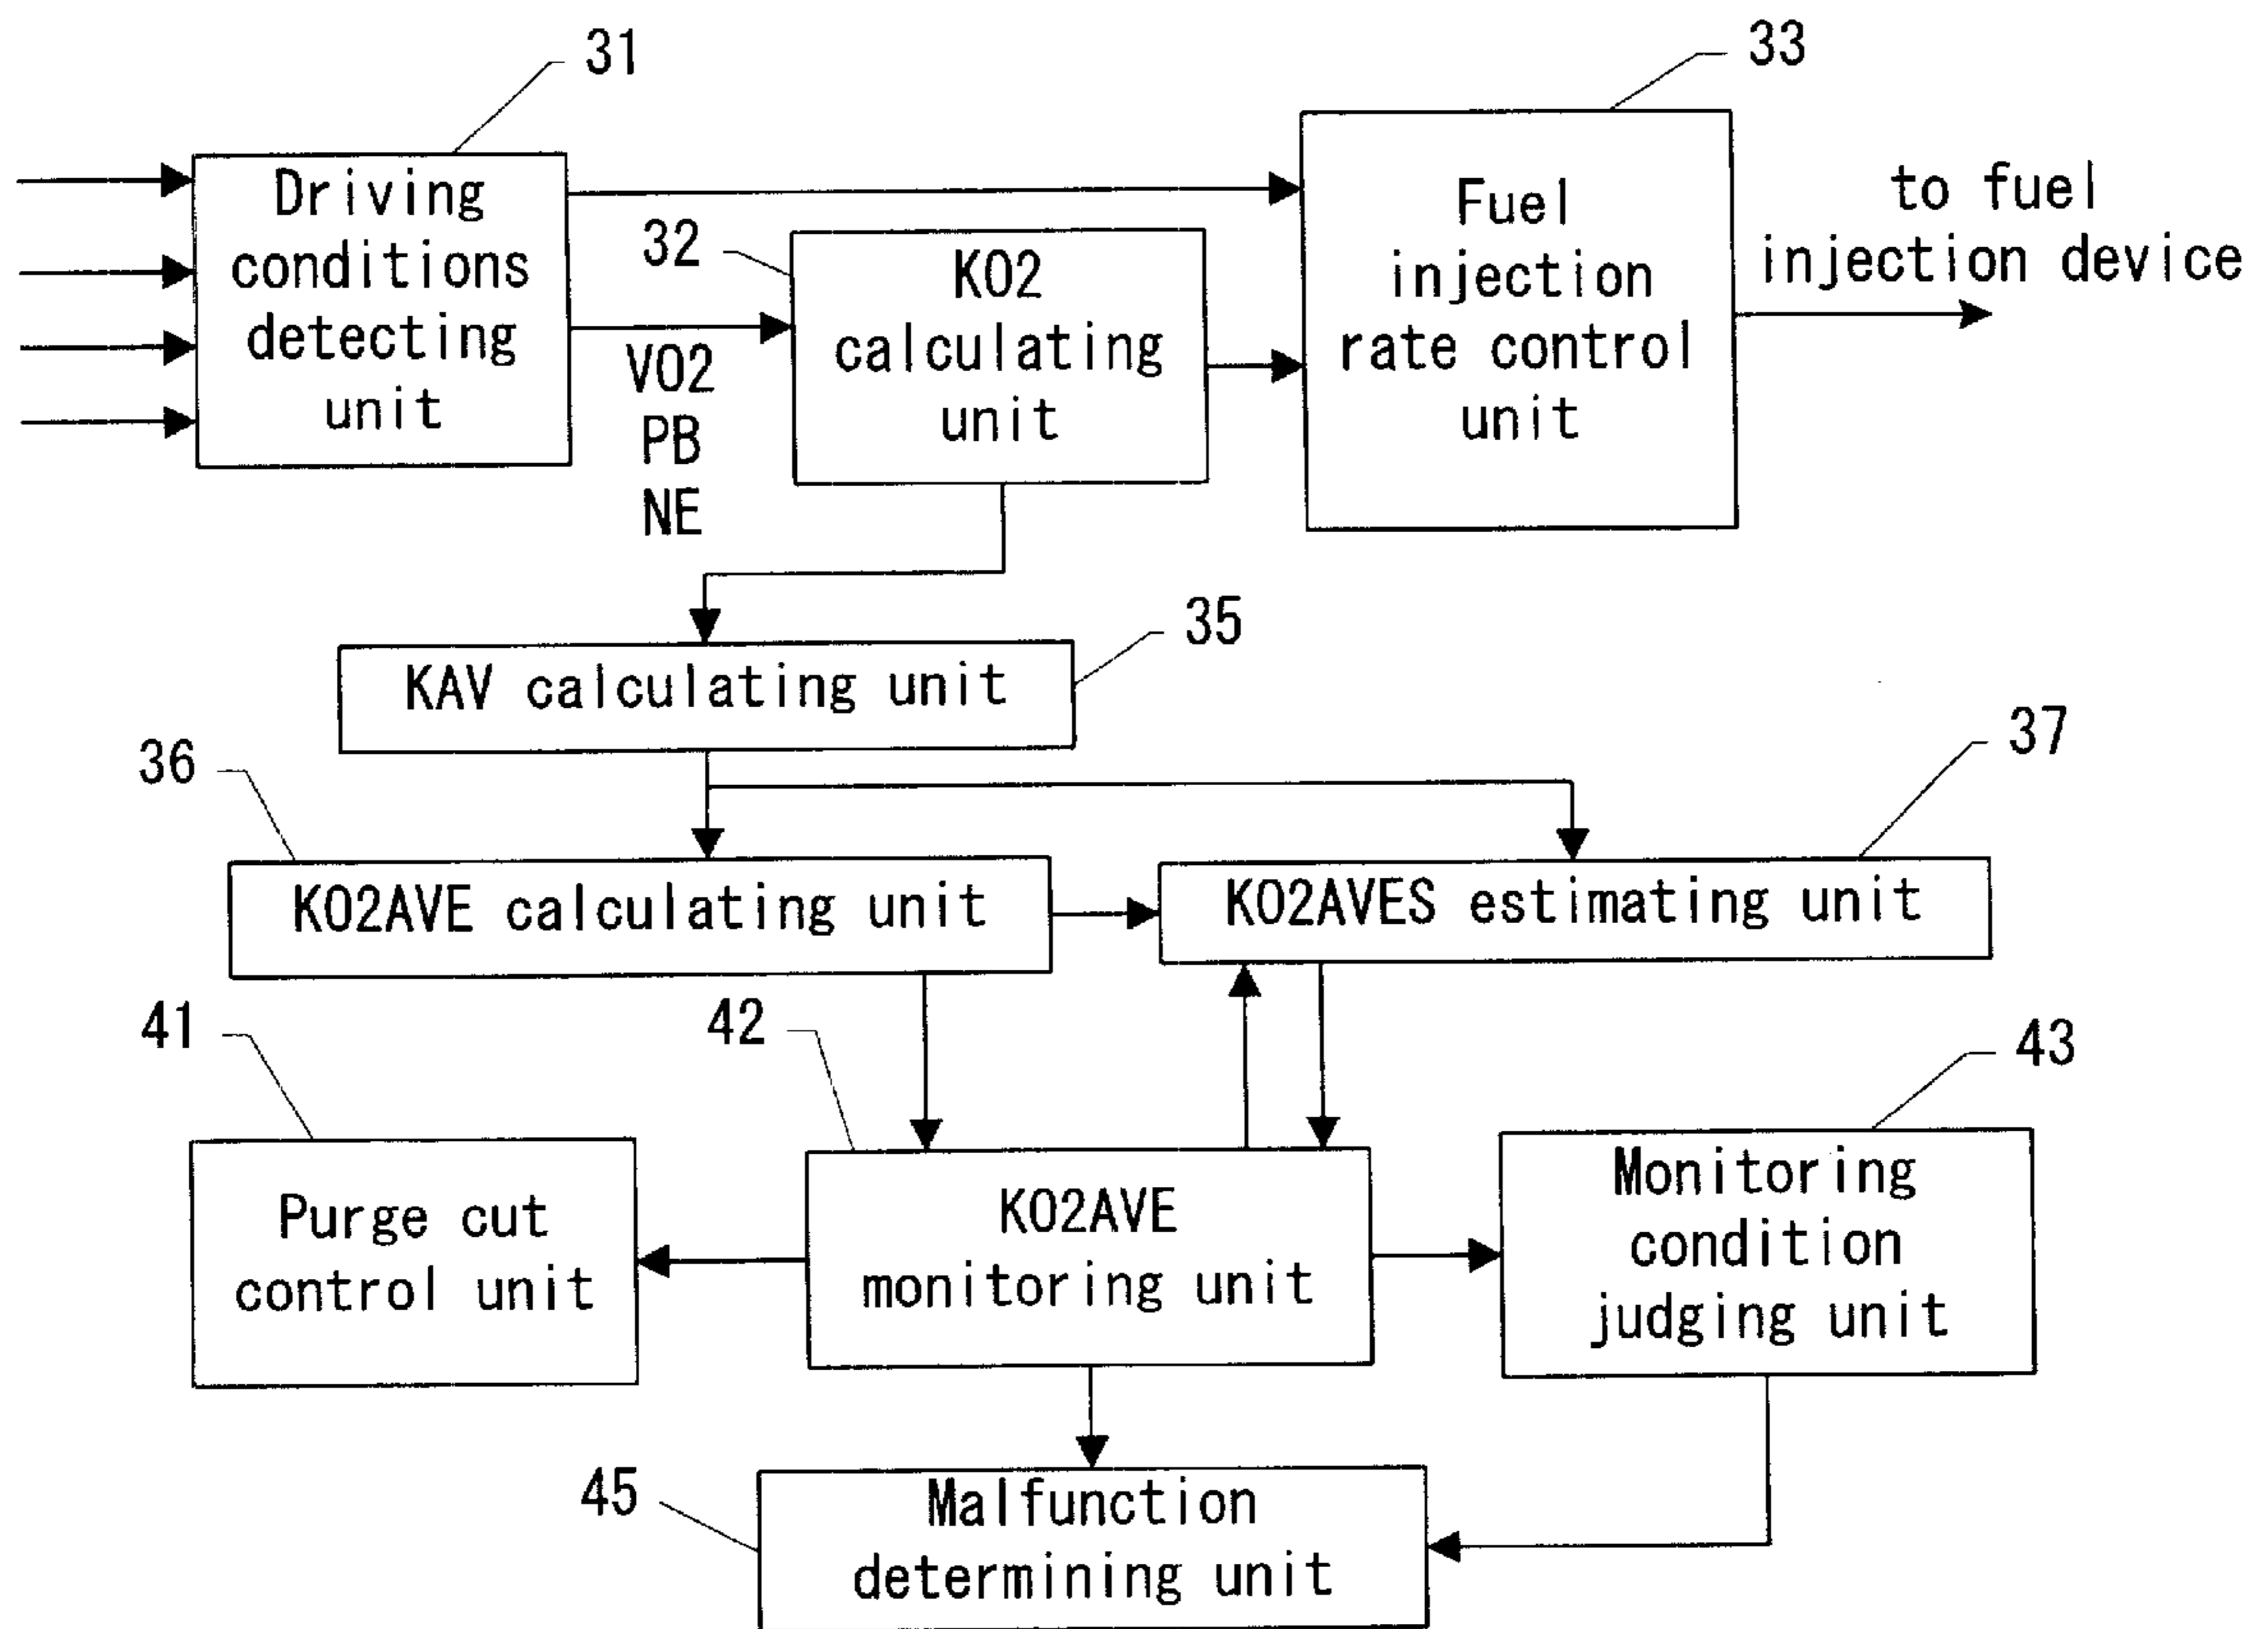 31
33
Driving
conditions
detecting
unit
32
VO2
PB
NE
KO2
calculating
unit
Fuel
injection
rate control
unit
to fuel
injection device
35
KAV calculating unit
36
37
KO2AVE calculating unit
KO2AVES estimating unit
41
42
43
Purge cut
control unit
KO2AVE
monitoring unit
Monitoring
condition
judging unit
45
Malfunction
determining unit